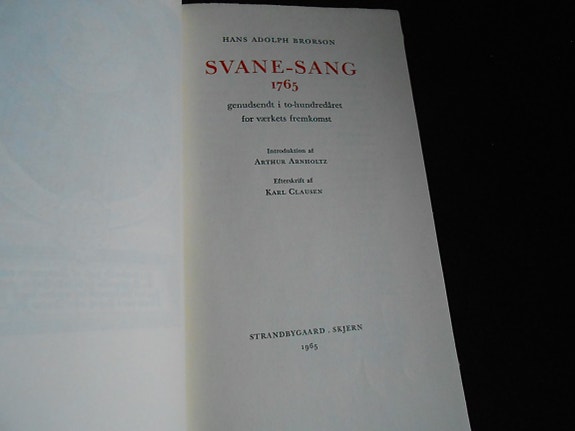 HANS ADOLPH BRORSON
SVANE-SANG
1765
genudsendt i to-hundredåret
for værkets fremkomst
Introduktion af
ARTHUR ARNHOLTZ
Efterskrift af
KARL CLAUSEN
STRANDBYGAARD . SKJERN
1965